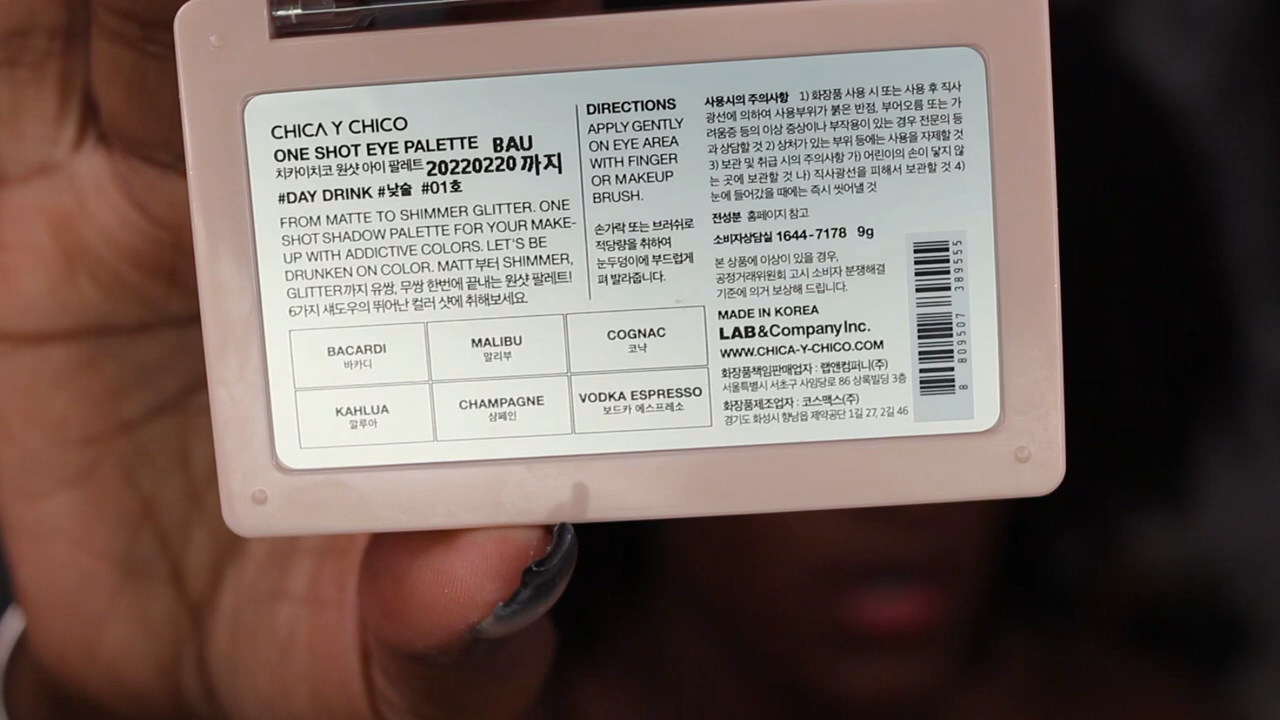 CHICA Y CHICO
ONE SHOT EYE PALETTE BAU
치카이치코 원샷 아이 팔레트 20220220 까지
#DAY DRINK #낮술 #01호
FROM MATTE TO SHIMMER GLITTER. ONE
SHOT SHADOW PALETTE FOR YOUR MAKE-
UP WITH ADDICTIVE COLORS. LET'S BE
DRUNKEN ON COLOR. MATT부터 SHIMMER,
GLITTER까지 유쌍, 무쌍 한번에 끝내는 원샷 팔레트!
6가지 섀도우의 뛰어난 컬러 샷에 취해보세요.
BACARDI
바카디
MALIBU
말리부
COGNAC
코냑
KAHLUA
깔루아
CHAMPAGNE
샴페인
VODKA ESPRESSO
보드카 에스프레소
DIRECTIONS
APPLY GENTLY
ON EYE AREA
WITH FINGER
OR MAKEUP
BRUSH.
손가락 또는 브러쉬로
적당량을 취하여
눈두덩이에 부드럽게
펴 발라줍니다.
사용시의 주의사항 1) 화장품 사용 시 또는 사용 후 직사
광선에 의하여 사용부위가 붉은 반점, 부어오름 또는 가
려움증 등의 이상 증상이나 부작용이 있는 경우 전문의 등
과 상담할 것 2) 상처가 있는 부위 등에는 사용을 자제할 것
3) 보관 및 취급 시의 주의사항 가) 어린이의 손이 닿지 않
는 곳에 보관할 것 나) 직사광선을 피해서 보관할 것 4)
눈에 들어갔을 때에는 즉시 씻어낼 것
전성분 홈페이지 참고
소비자상담실 1644-7178 9g
본 상품에 이상이 있을 경우,
공정거래위원회 고시 소비자 분쟁해결
기준에 의거 보상해 드립니다.
MADE IN KOREA
LAB&Company Inc.
WWW.CHICA-Y-CHICO.COM
화장품책임판매업자 : 랩앤컴퍼니(주)
서울특별시 서초구 사임당로 86 상록빌딩 3층
화장품제조업자 : 코스맥스(주)
경기도 화성시 향남읍 제약공단 1길 27, 2길 46
8 809507 389555